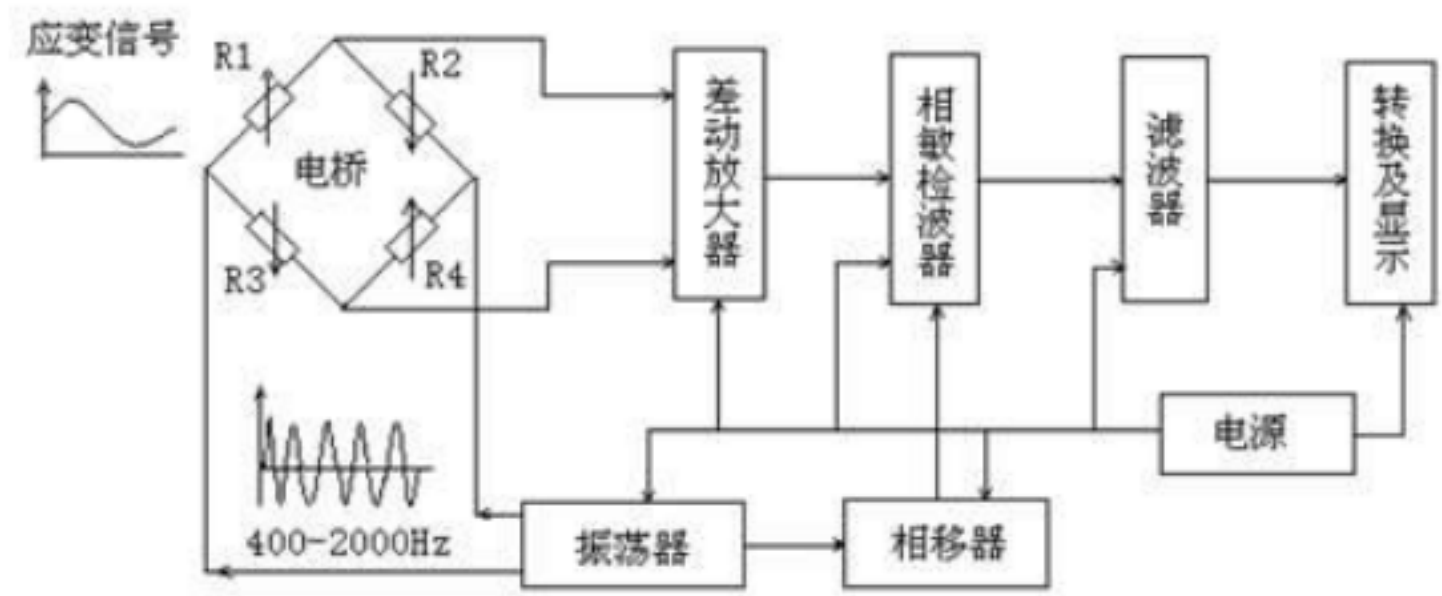 应变信号
R1
R2
电桥
R3
R4
差动放大器
相敏检波器
滤波器
转换及显示
电源
400-2000Hz
振荡器
相移器